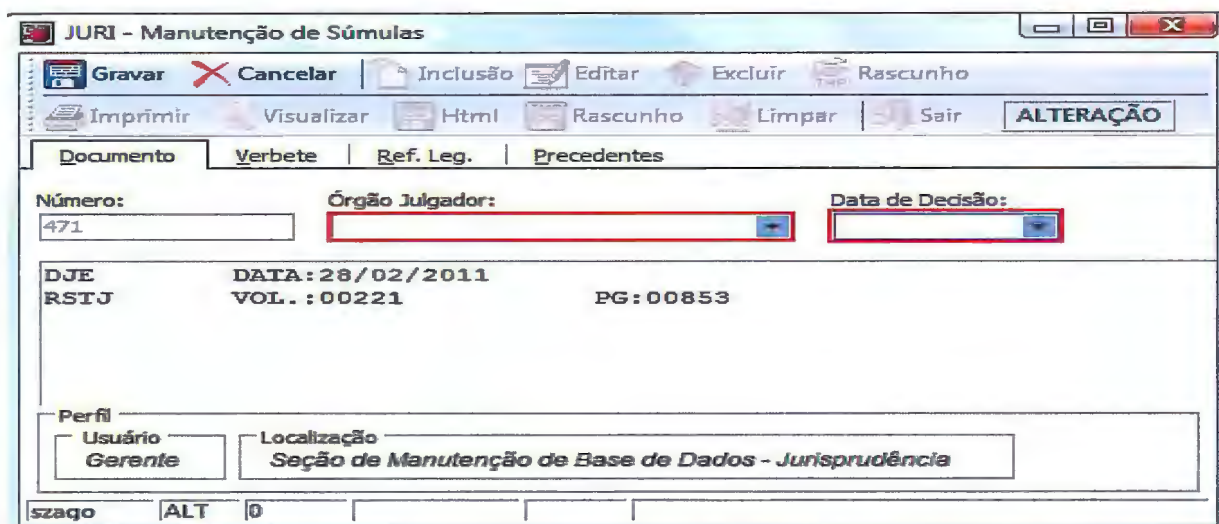 JURI - Manutenção de Súmulas
Gravar Cancelar Inclusão Editar Excluir Rascunho
Imprimir Visualizar Html Rascunho Limpar Sair ALTERAÇÃO
Documento Verbete Ref. Leg. Precedentes
Número: Órgão Julgador: Data de Decisão:
471
DJE DATA:28/02/2011
RSTJ VOL.:00221 PG:00853
Perfil
Usuário Localização
Gerente Seção de Manutenção de Base de Dados - Jurisprudência
szago ALT 0